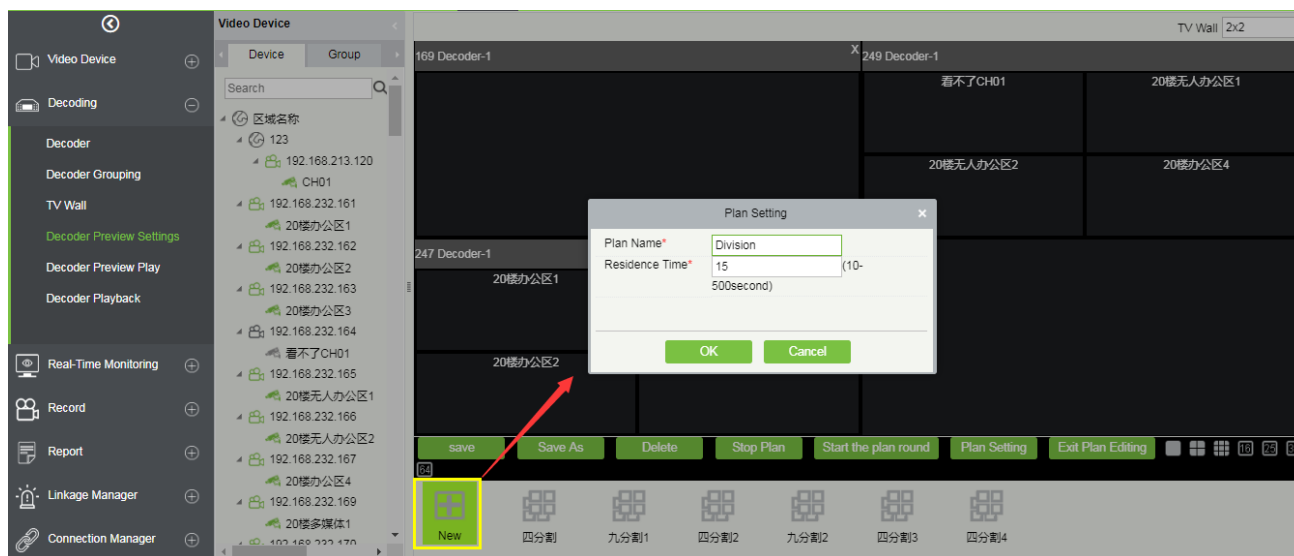 Video Device
Decoding
Decoder
Decoder Grouping
TV Wall
Decoder Preview Settings
Decoder Preview Play
Decoder Playback
Real-Time Monitoring
Record
Report
Linkage Manager
Connection Manager
Video Device
Device Group
Search
区域名称
123
192.168.213.120
CH01
192.168.232.161
20楼办公区1
192.168.232.162
20楼办公区2
192.168.232.163
20楼办公区3
192.168.232.164
看不了CH01
192.168.232.165
20楼无人办公区1
192.168.232.166
20楼无人办公区2
192.168.232.167
20楼办公区4
192.168.232.169
20楼多媒体1
192.168.232.170
TV Wall 2x2
169 Decoder-1 X 249 Decoder-1
看不了CH01 20楼无人办公区1
20楼无人办公区2 20楼办公区4
247 Decoder-1
20楼办公区1
20楼办公区2
Plan Setting ×
Plan Name* Division
Residence Time* 15 (10-
500second)
OK Cancel
save Save As Delete Stop Plan Start the plan round Plan Setting Exit Plan Editing 16 25
64
New 四分割 九分割1 四分割2 九分割2 四分割3 四分割4